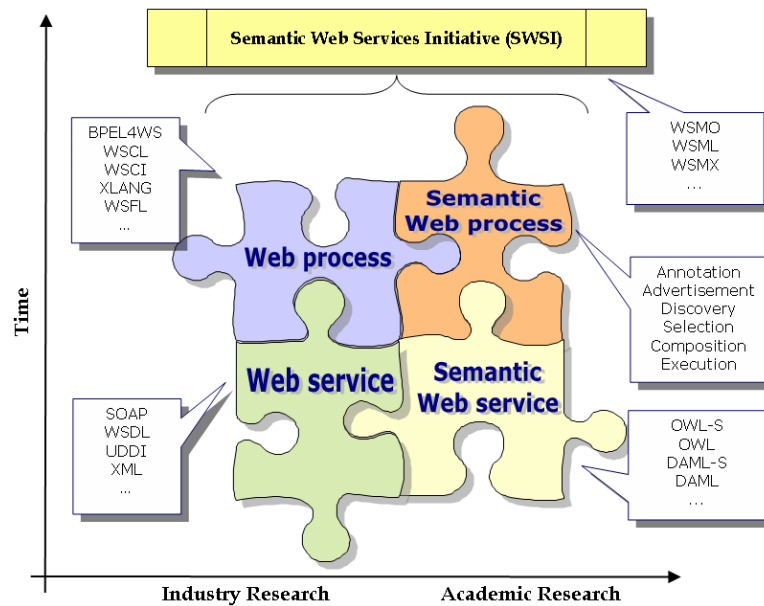 Semantic Web Services Initiative (SWSI)
BPEL4WS
WSCL
WSCI
XLANG
WSFL
...
WSMO
WSML
WSMX
...
Semantic
Web process
Web process
Annotation
Advertisement
Discovery
Selection
Composition
Execution
Time
Web service
Semantic
Web service
SOAP
WSDL
UDDI
XML
...
OWL-S
OWL
DAML-S
DAML
...
Industry Research
Academic Research